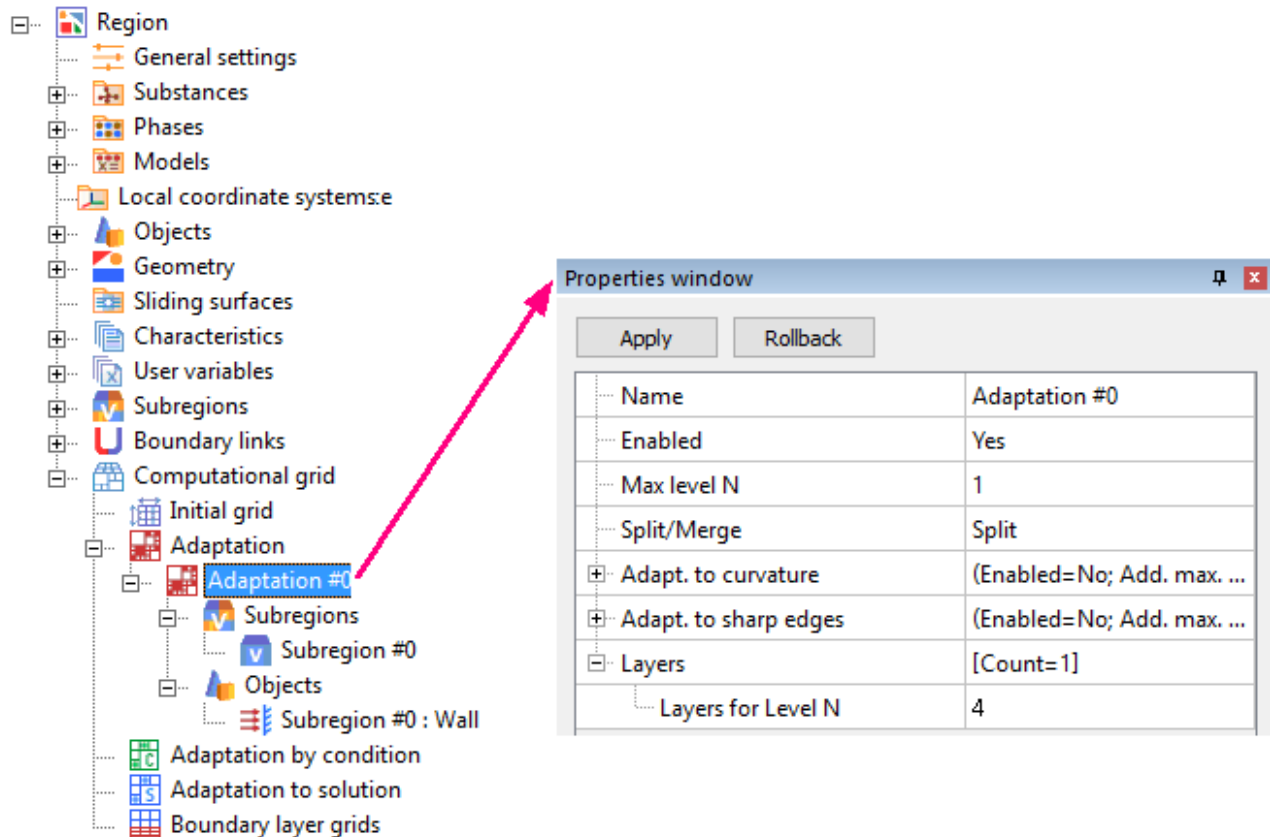 Region
General settings
Substances
Phases
Models
Local coordinate systems:e
Objects
Geometry
Sliding surfaces
Characteristics
User variables
Subregions
Boundary links
Computational grid
Initial grid
Adaptation
Adaptation #0
Subregions
Subregion #0
Objects
Subregion #0 : Wall
Adaptation by condition
Adaptation to solution
Boundary layer grids
Properties window
Apply Rollback
Name Adaptation #0
Enabled Yes
Max level N 1
Split/Merge Split
Adapt. to curvature (Enabled=No; Add. max. ...
Adapt. to sharp edges (Enabled=No; Add. max. ...
Layers [Count=1]
Layers for Level N 4